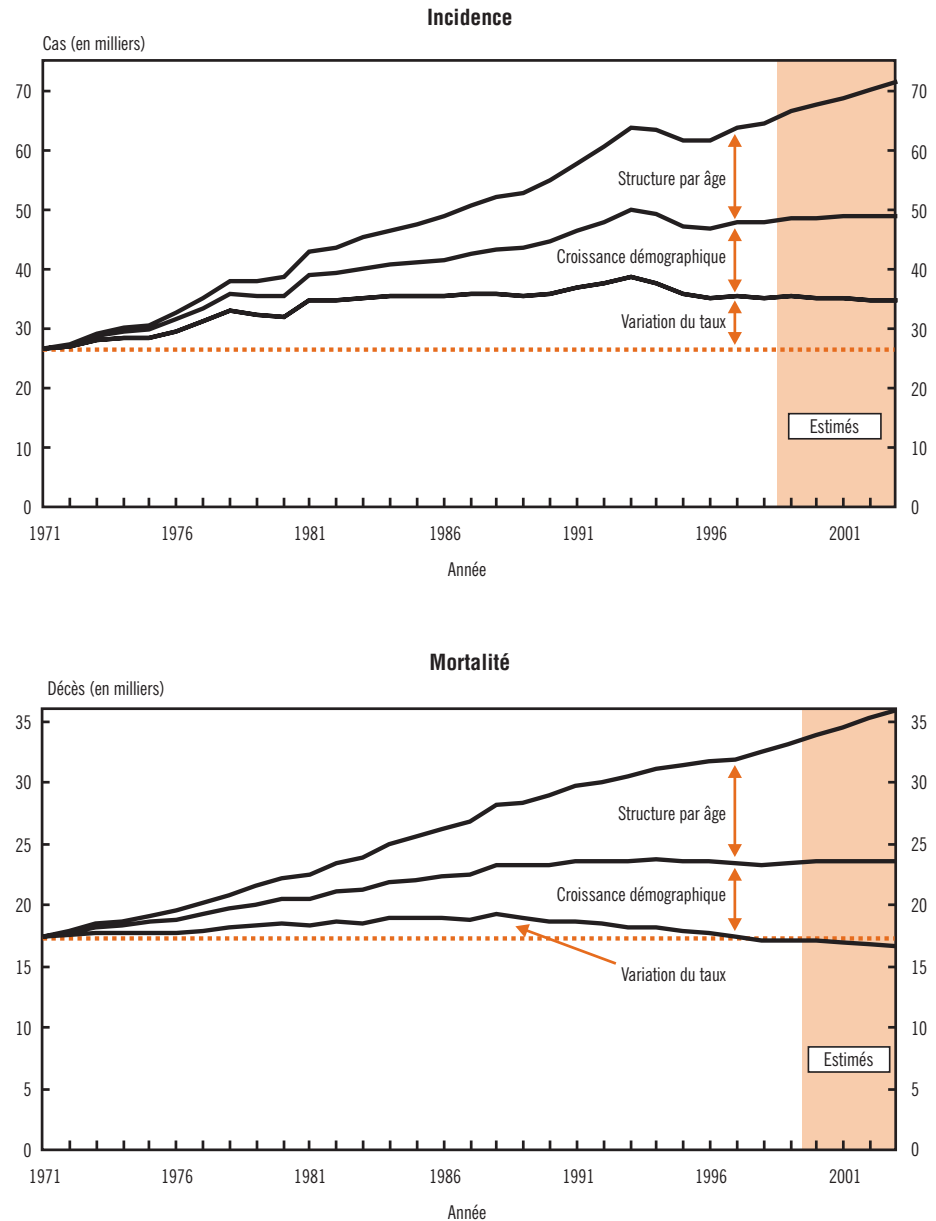 Incidence
Cas (en milliers)
70 70
60 60
Structure par âge
50 50
Croissance démographique
40 40
Variation du taux
30 30
20 20
Estimés
10 10
0 0
1971 1976 1981 1986 1991 1996 2001
Année
Mortalité
Décès (en milliers)
35 35
30 30
Structure par âge
25 25
Croissance démographique
20 20
15 15
Variation du taux
10 10
Estimés
5 5
0 0
1971 1976 1981 1986 1991 1996 2001
Année